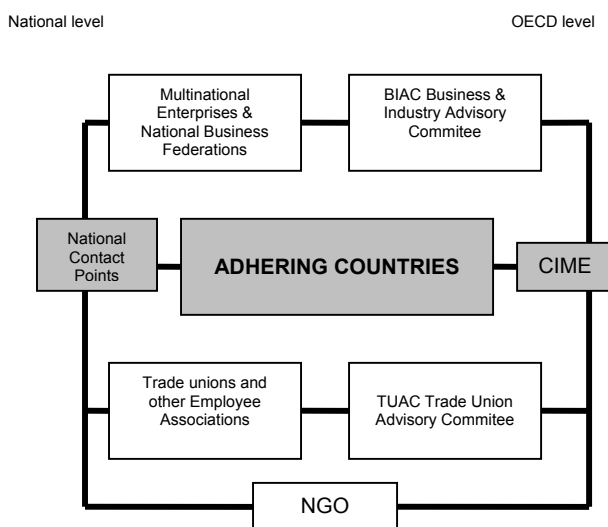 National level
OECD level
Multinational
Enterprises &
National Business
Federations
BIAC Business &
Industry Advisory
Commitee
National
Contact
Points
ADHERING COUNTRIES
CIME
Trade unions and
other Employee
Associations
TUAC Trade Union
Advisory Commitee
NGO